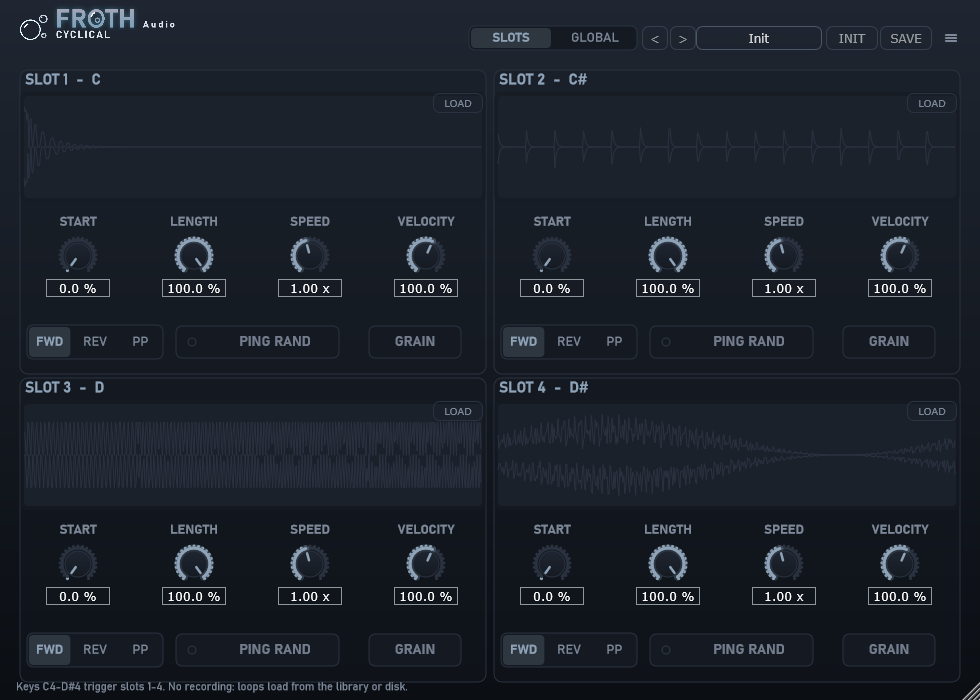 FROTH Audio
CYCLICAL
SLOTS GLOBAL < > Init INIT SAVE
SLOT 1 - C
LOAD
START LENGTH SPEED VELOCITY
0.0 % 100.0 % 1.00 x 100.0 %
FWD REV PP PING RAND GRAIN
SLOT 2 - C#
LOAD
START LENGTH SPEED VELOCITY
0.0 % 100.0 % 1.00 x 100.0 %
FWD REV PP PING RAND GRAIN
SLOT 3 - D
LOAD
START LENGTH SPEED VELOCITY
0.0 % 100.0 % 1.00 x 100.0 %
FWD REV PP PING RAND GRAIN
SLOT 4 - D#
LOAD
START LENGTH SPEED VELOCITY
0.0 % 100.0 % 1.00 x 100.0 %
FWD REV PP PING RAND GRAIN
Keys C4-D#4 trigger slots 1-4. No recording: loops load from the library or disk.